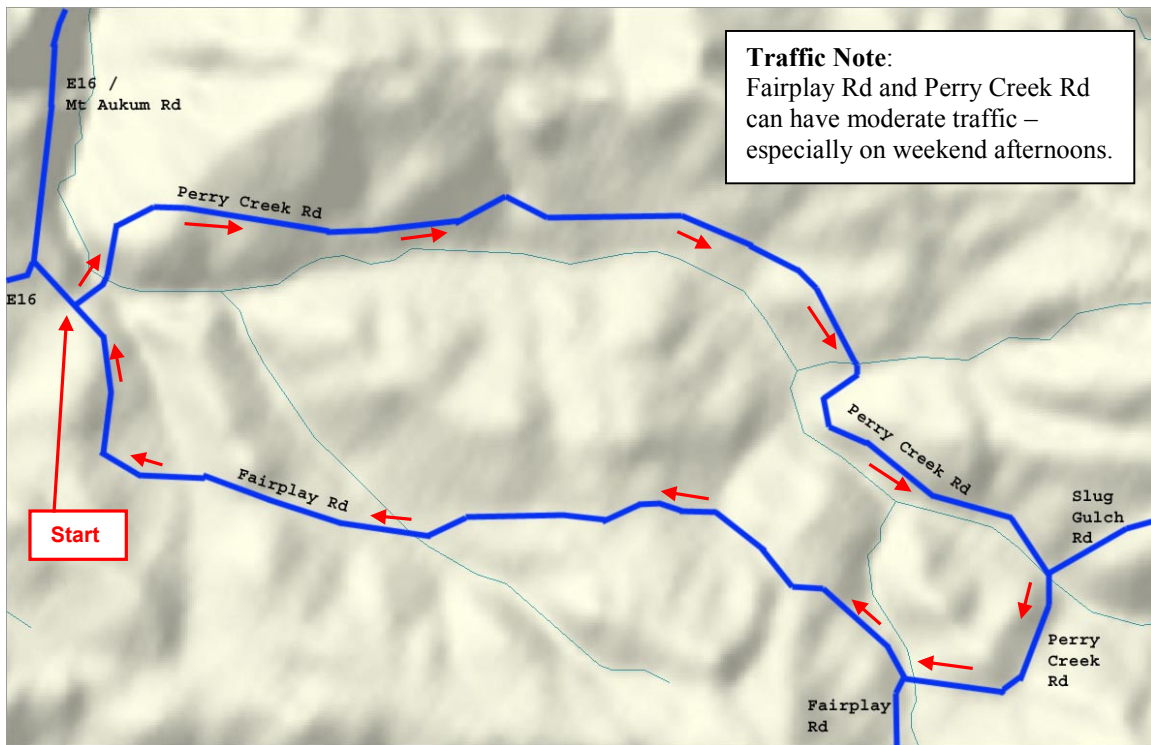 E16 /
Mt Aukum Rd
Traffic Note:
Fairplay Rd and Perry Creek Rd
can have moderate traffic –
especially on weekend afternoons.
Perry Creek Rd
E16
Perry Creek Rd
Fairplay Rd
Slug
Gulch
Rd
Start
Perry
Creek
Rd
Fairplay
Rd